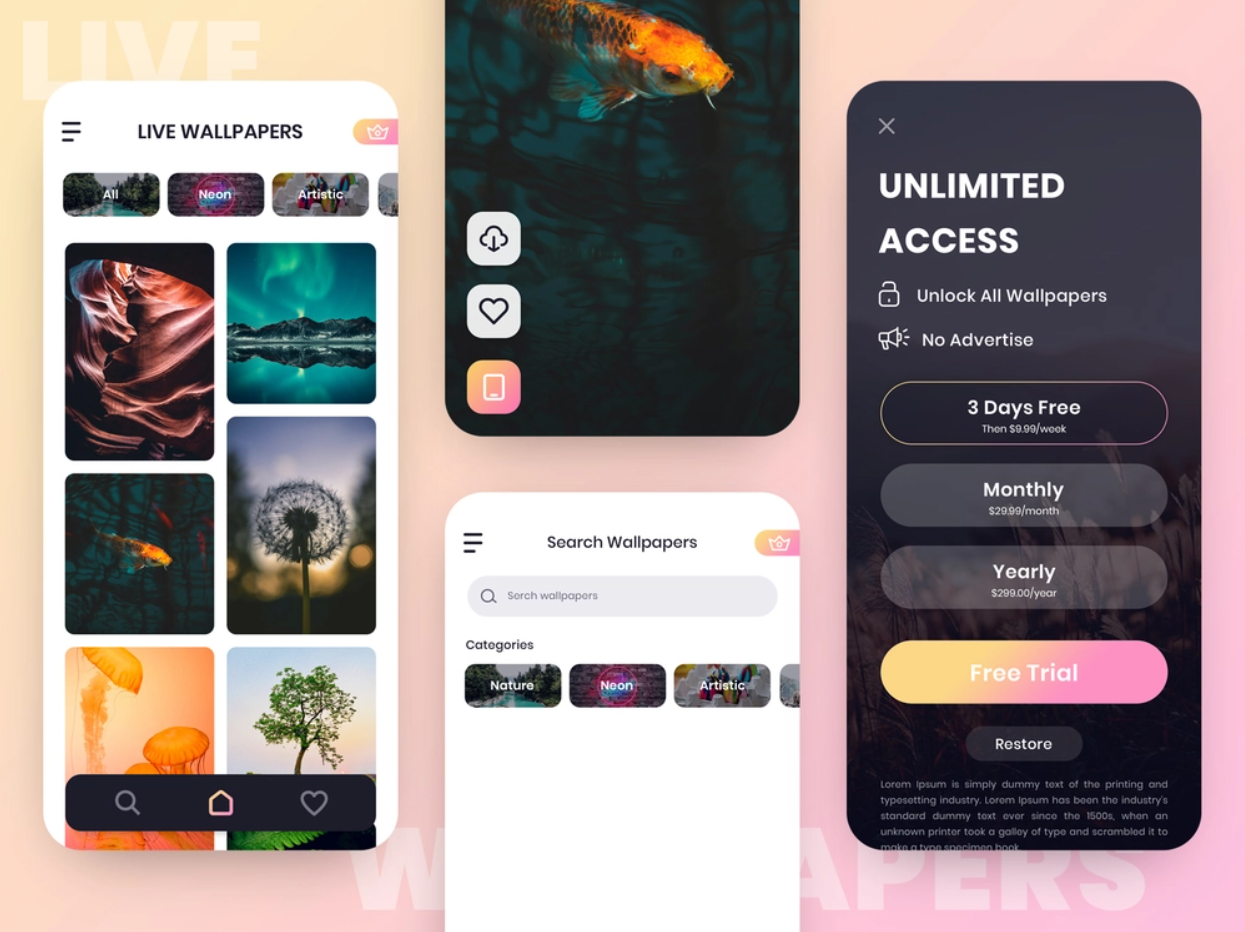 LIVE
LIVE WALLPAPERS
All
Neon
Artistic
Search Wallpapers
Serch wallpapers
Categories
Nature
Neon
Artistic
UNLIMITED
ACCESS
Unlock All Wallpapers
No Advertise
3 Days Free
Then $9.99/week
Monthly
$29.99/month
Yearly
$299.00/year
Free Trial
Restore
Lorem Ipsum is simply dummy text of the printing and
typesetting industry. Lorem Ipsum has been the industry's
standard dummy text ever since the 1500s, when an
unknown printer took a galley of type and scrambled it to
make a type specimen book
W APERS